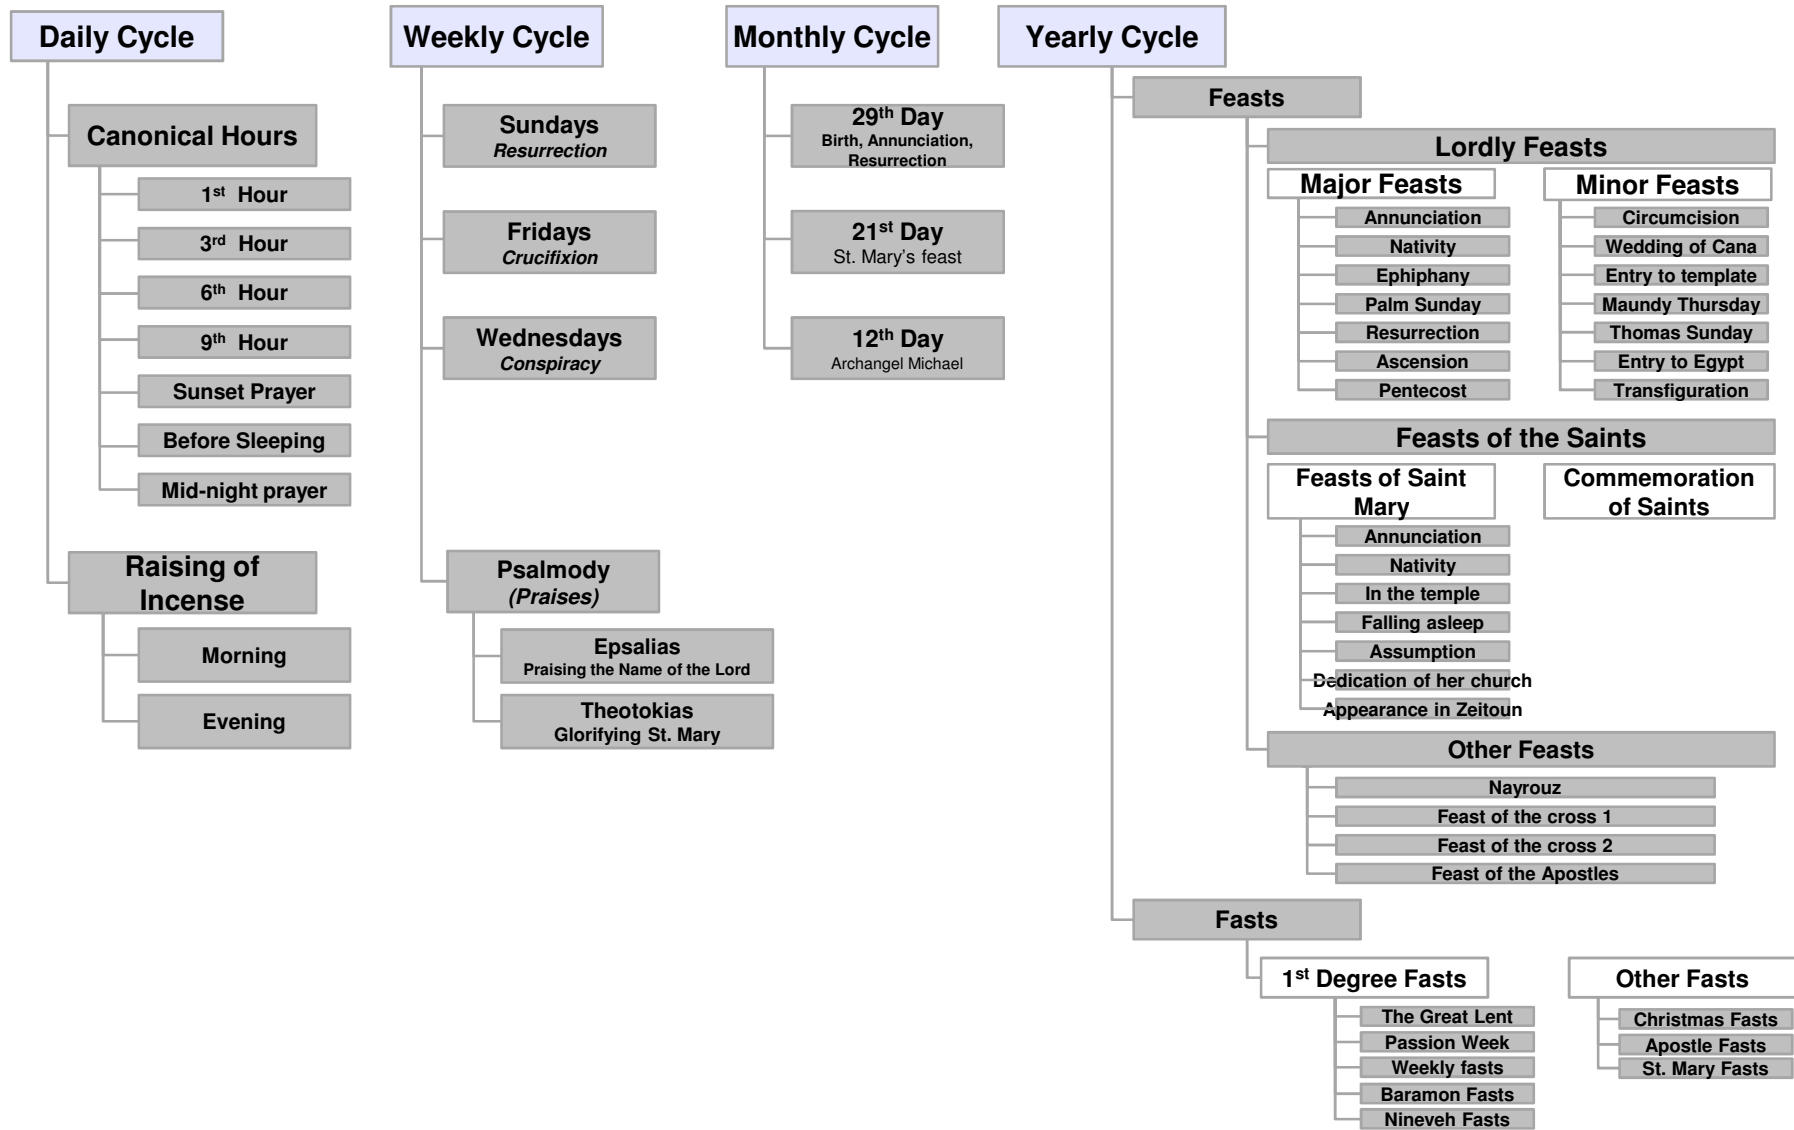 Daily Cycle
Canonical Hours
1st Hour
3rd Hour
6th Hour
9th Hour
Sunset Prayer
Before Sleeping
Mid-night prayer
Raising of
Incense
Morning
Evening
Weekly Cycle
Sundays
Resurrection
Fridays
Crucifixion
Wednesdays
Conspiracy
Psalmody
(Praises)
Epsalias
Praising the Name of the Lord
Theotokias
Glorifying St. Mary
Monthly Cycle
29th Day
Birth, Annunciation,
Resurrection
21st Day
St. Mary's feast
12th Day
Archangel Michael
Yearly Cycle
Feasts
Lordly Feasts
Major Feasts
Annunciation
Nativity
Ephiphany
Palm Sunday
Resurrection
Ascension
Pentecost
Minor Feasts
Circumcision
Wedding of Cana
Entry to template
Maundy Thursday
Thomas Sunday
Entry to Egypt
Transfiguration
Feasts of the Saints
Feasts of Saint
Mary
Annunciation
Nativity
In the temple
Falling asleep
Assumption
Dedication of her church
Appearance in Zeitoun
Commemoration
of Saints
Other Feasts
Nayrouz
Feast of the cross 1
Feast of the cross 2
Feast of the Apostles
Fasts
1st Degree Fasts
The Great Lent
Passion Week
Weekly fasts
Baramon Fasts
Nineveh Fasts
Other Fasts
Christmas Fasts
Apostle Fasts
St. Mary Fasts